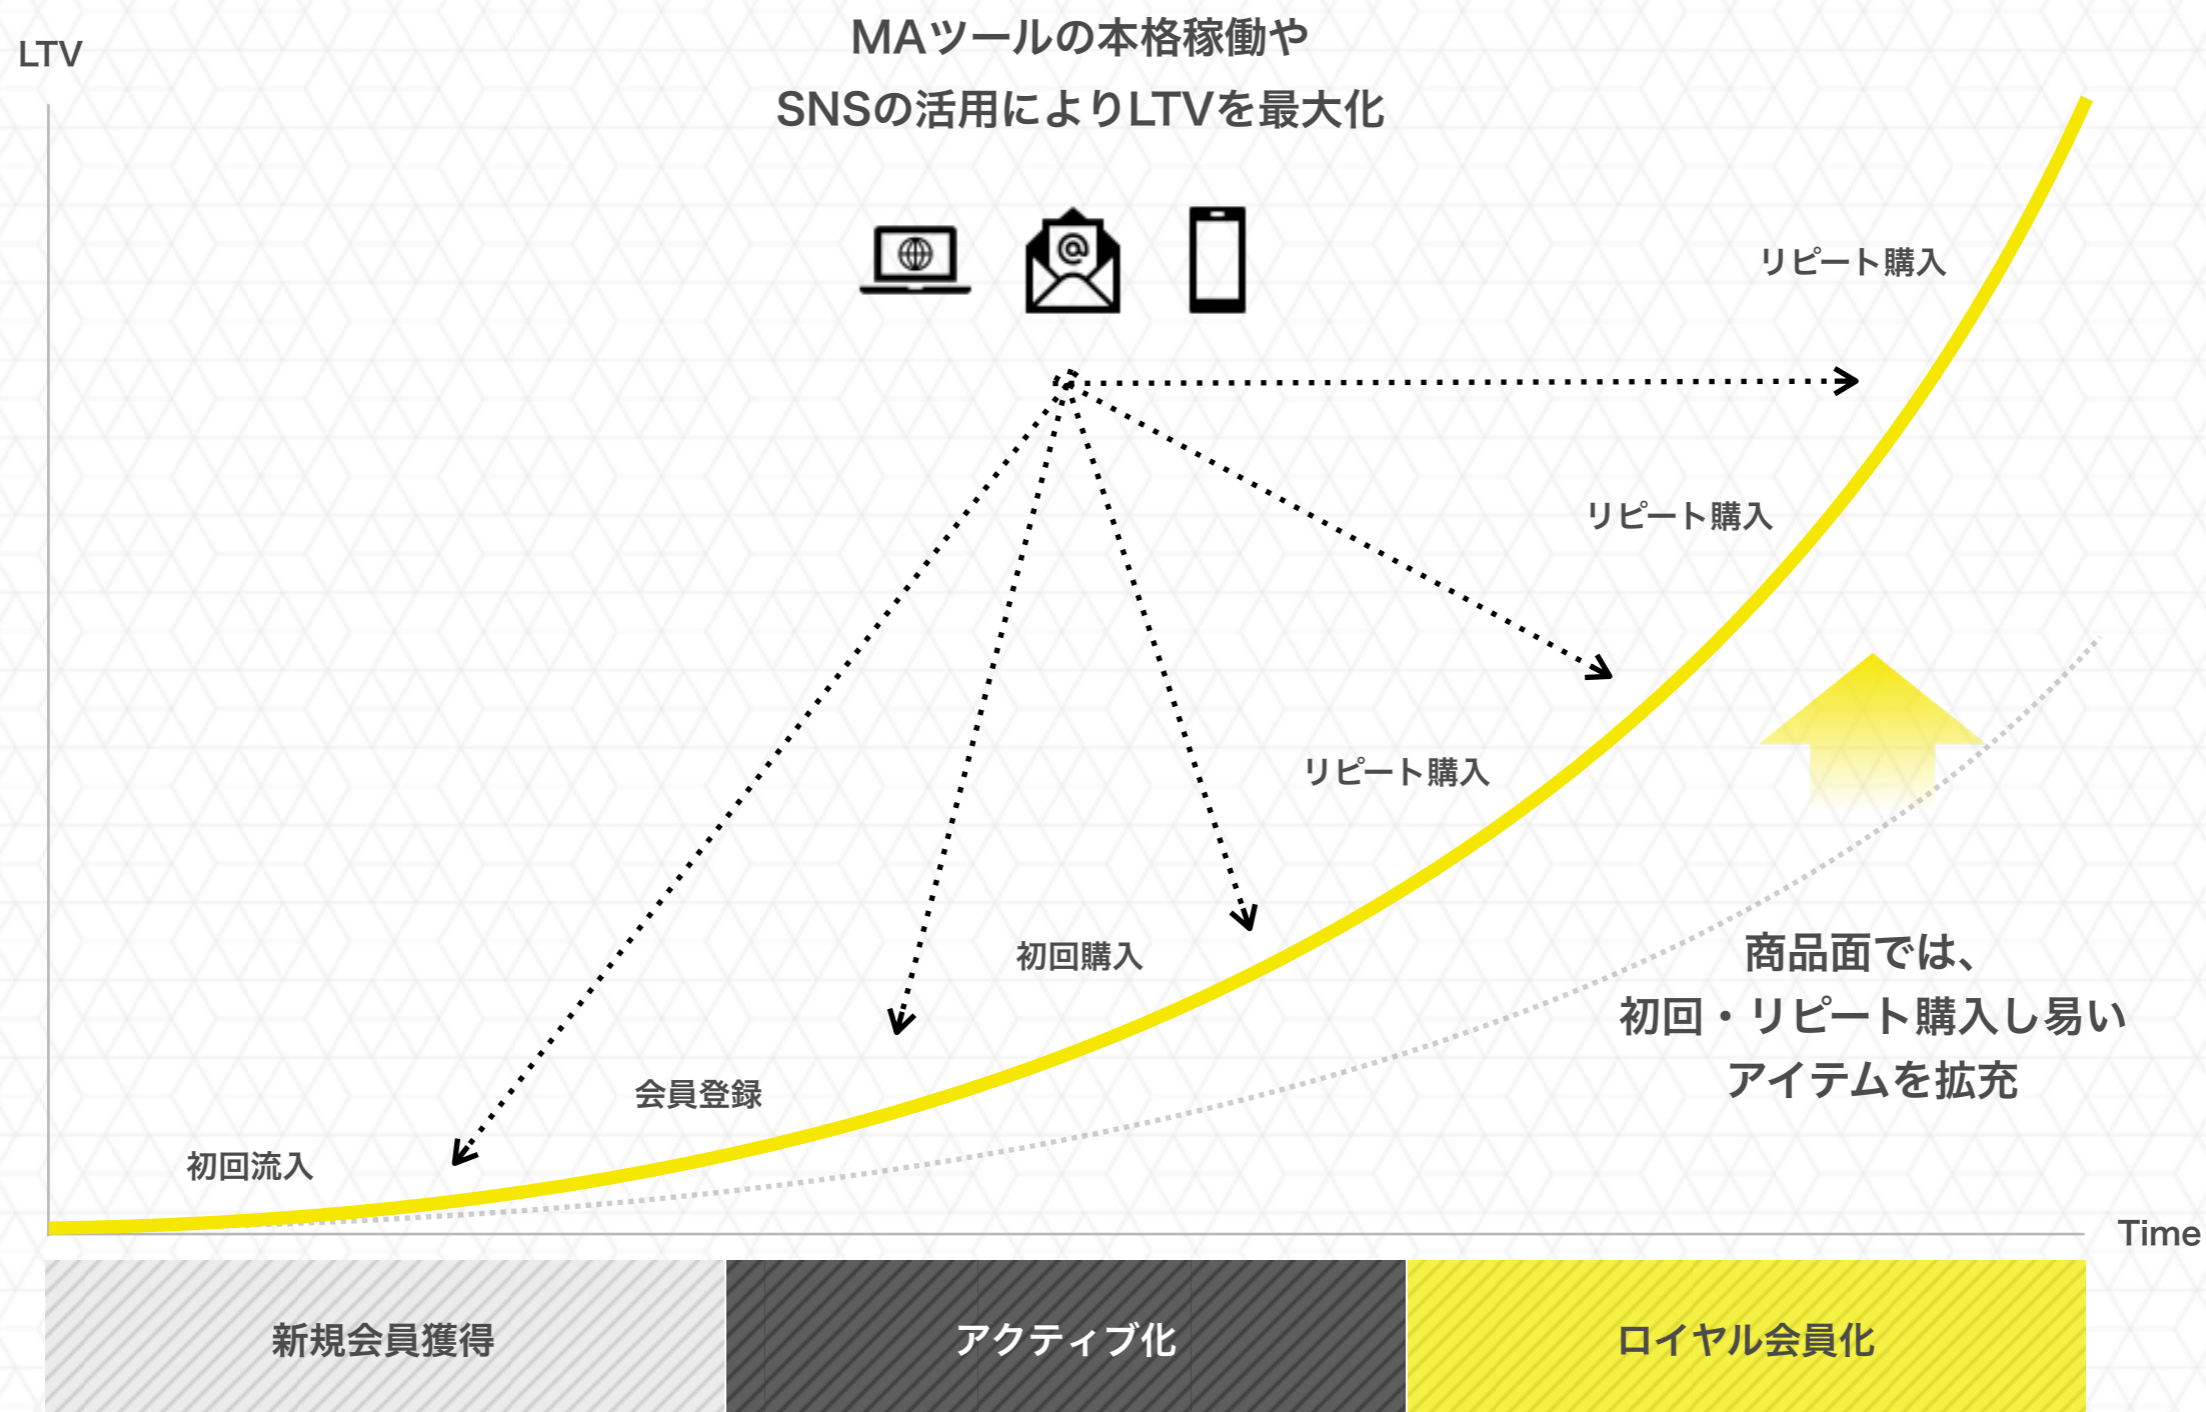 MAツールの本格稼働や
SNSの活用によりLTVを最大化
LTV
リピート購入
リピート購入
リピート購入
初回購入
会員登録
初回流入
商品面では、
初回・リピート購入し易い
アイテムを拡充
Time
新規会員獲得
アクティブ化
ロイヤル会員化